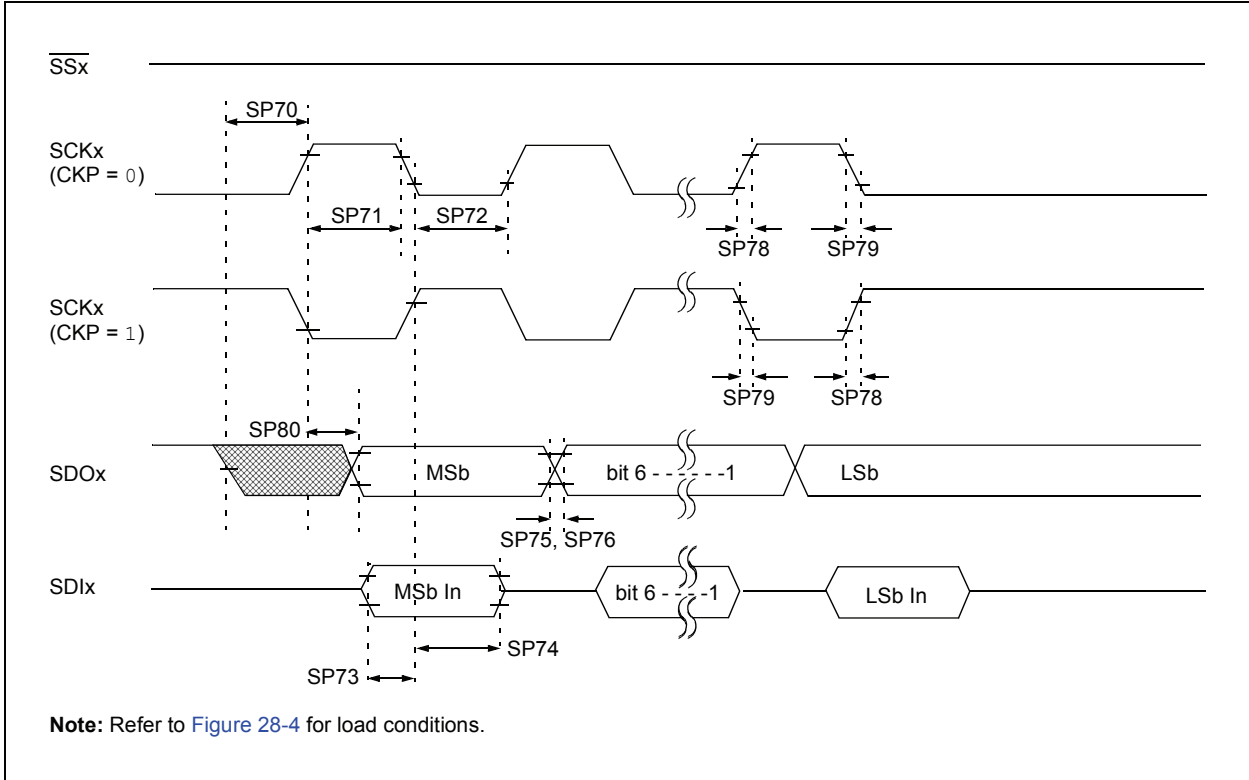 SSx
SP70
SCKx
(CKP = 0)
SP71
SP72
SP78
SP79
SCKx
(CKP = 1)
SP79
SP78
SP80
SDOx
MSb
bit 6 - - - - - -1
LSb
SP75, SP76
SDIx
MSb In
bit 6 - - - - -1
LSb In
SP74
SP73
Note: Refer to Figure 28-4 for load conditions.